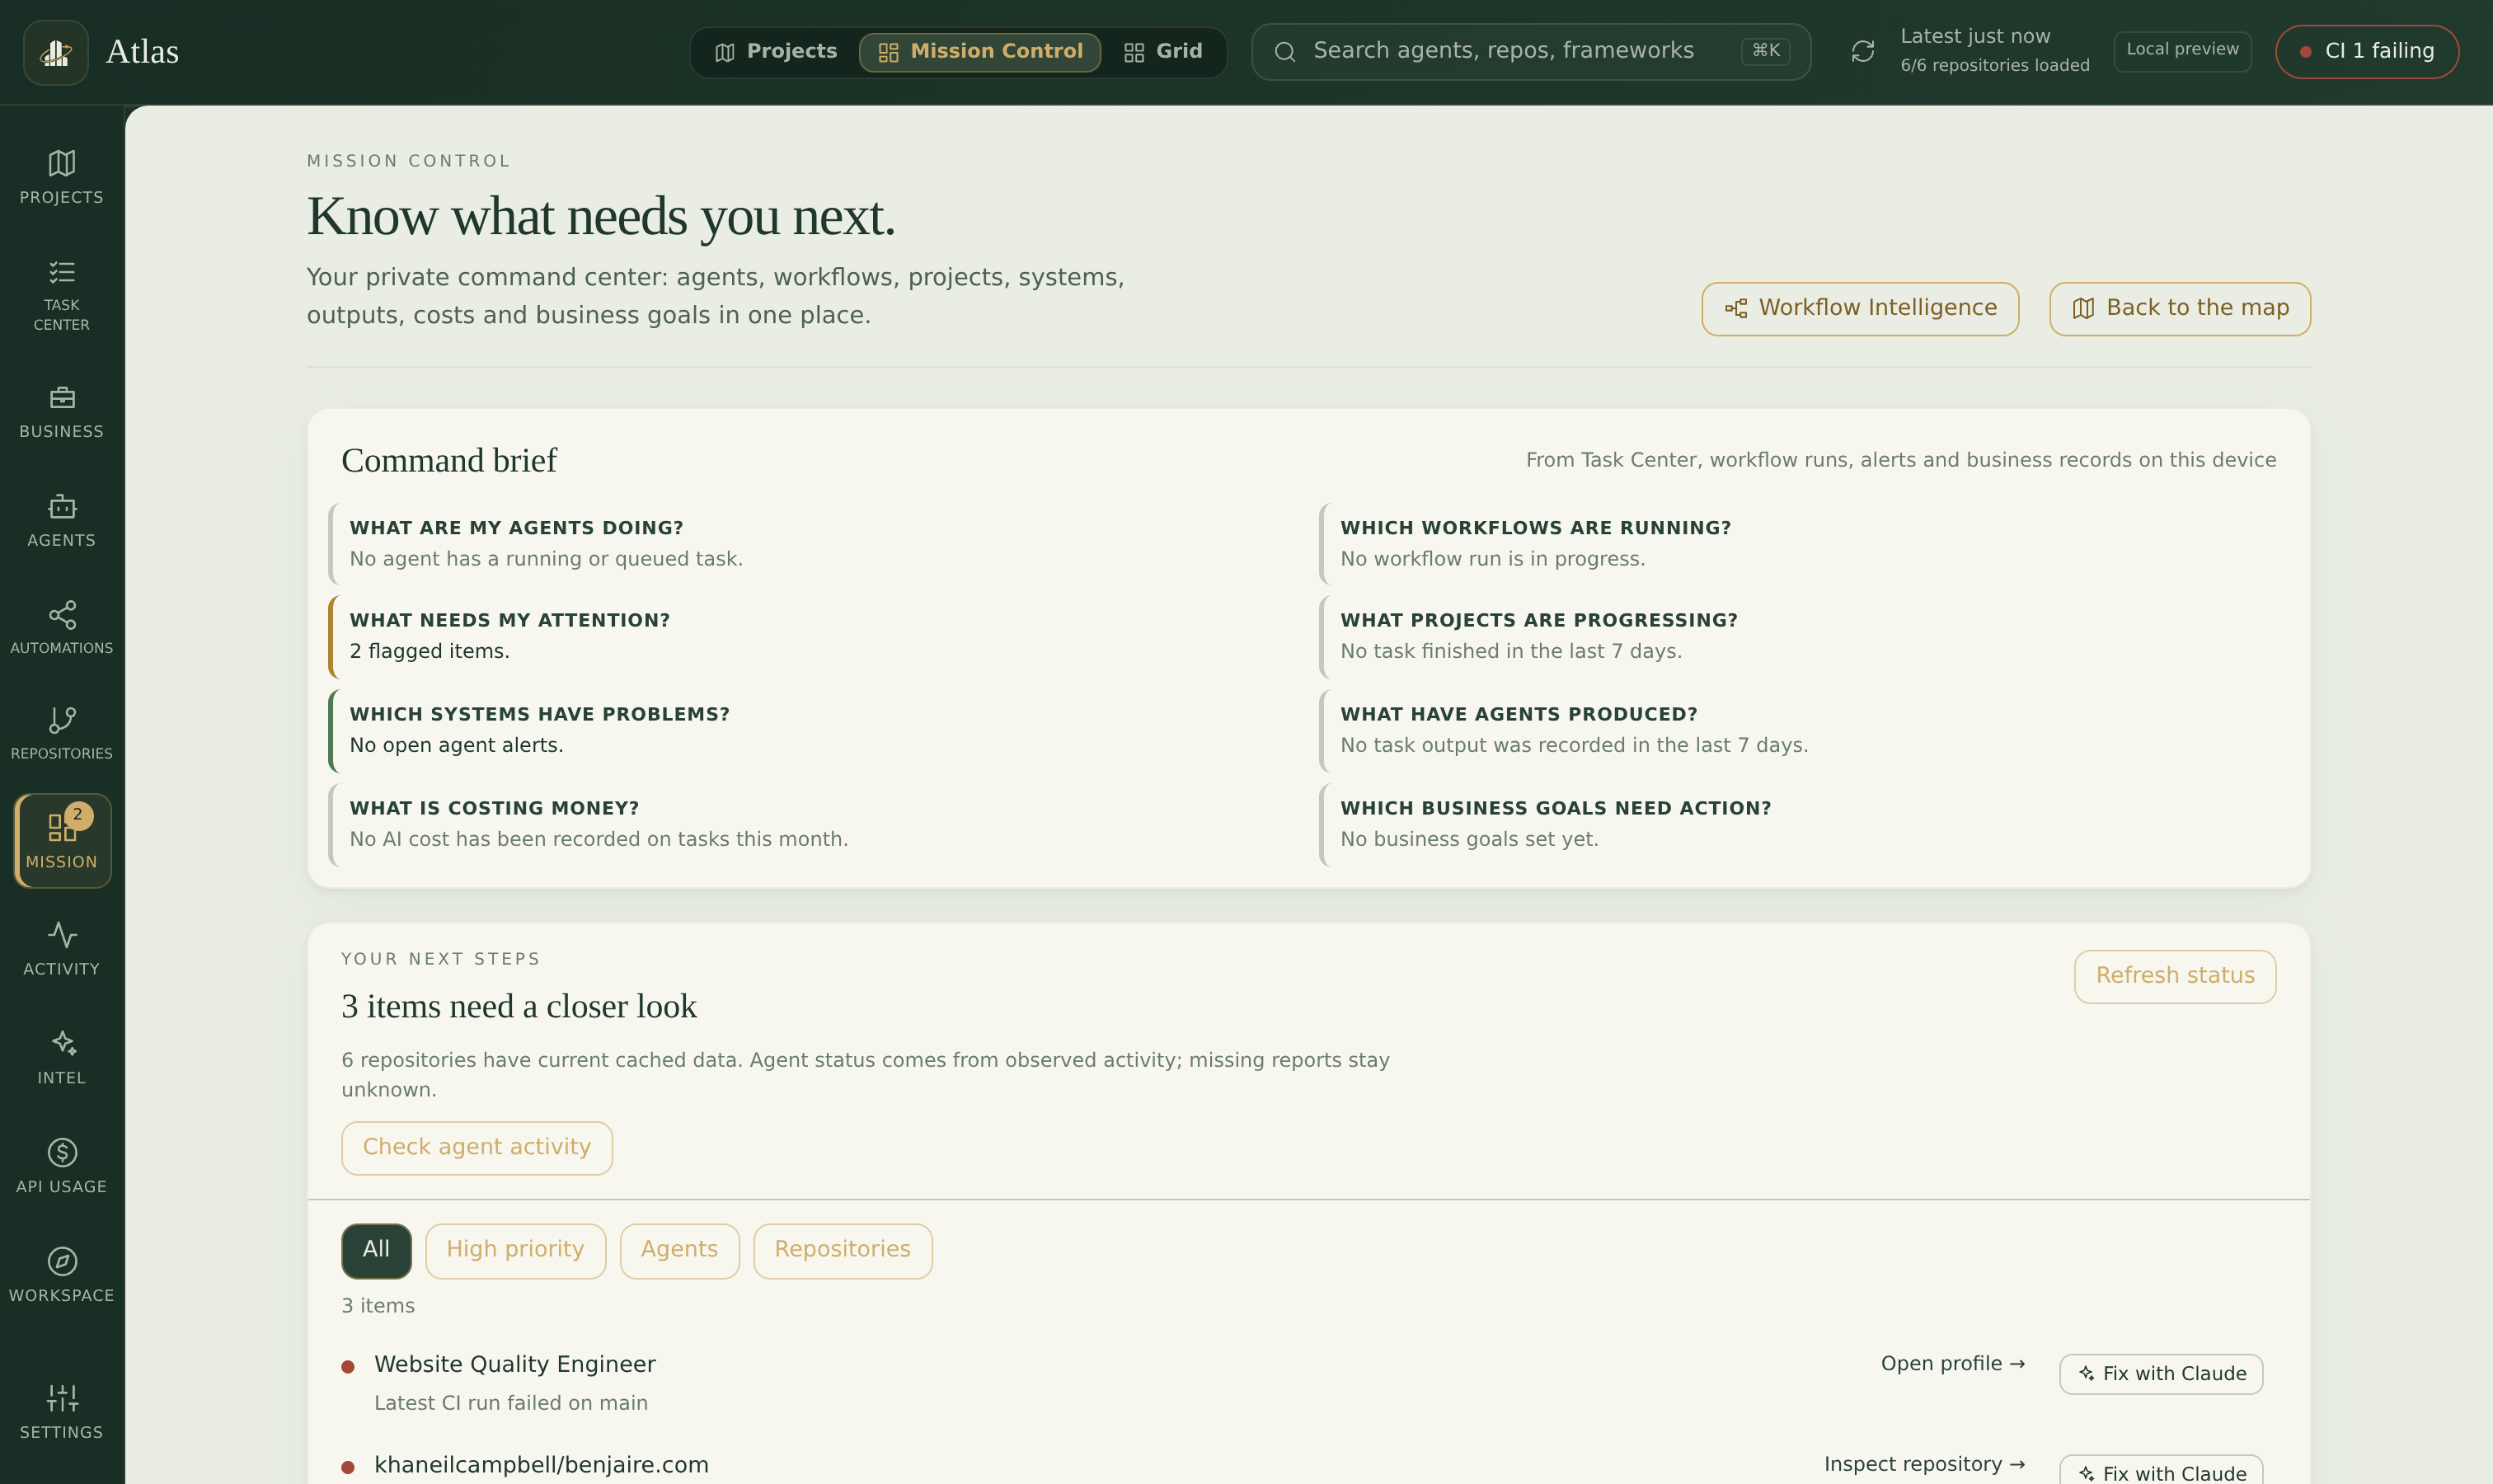 Atlas
Projects
Mission Control
Grid
Search agents, repos, frameworks
⌘K
Latest just now
6/6 repositories loaded
Local preview
CI 1 failing
PROJECTS
TASK
CENTER
BUSINESS
AGENTS
AUTOMATIONS
REPOSITORIES
2
MISSION
ACTIVITY
INTEL
API USAGE
WORKSPACE
SETTINGS
MISSION CONTROL
Know what needs you next.
Your private command center: agents, workflows, projects, systems,
outputs, costs and business goals in one place.
Workflow Intelligence
Back to the map
Command brief
From Task Center, workflow runs, alerts and business records on this device
WHAT ARE MY AGENTS DOING?
No agent has a running or queued task.
WHICH WORKFLOWS ARE RUNNING?
No workflow run is in progress.
WHAT NEEDS MY ATTENTION?
2 flagged items.
WHAT PROJECTS ARE PROGRESSING?
No task finished in the last 7 days.
WHICH SYSTEMS HAVE PROBLEMS?
No open agent alerts.
WHAT HAVE AGENTS PRODUCED?
No task output was recorded in the last 7 days.
WHAT IS COSTING MONEY?
No AI cost has been recorded on tasks this month.
WHICH BUSINESS GOALS NEED ACTION?
No business goals set yet.
YOUR NEXT STEPS
3 items need a closer look
Refresh status
6 repositories have current cached data. Agent status comes from observed activity; missing reports stay
unknown.
Check agent activity
All
High priority
Agents
Repositories
3 items
Website Quality Engineer
Latest CI run failed on main
Open profile →
Fix with Claude
khaneilcampbell/benjaire.com
Inspect repository →
Fix with Claude